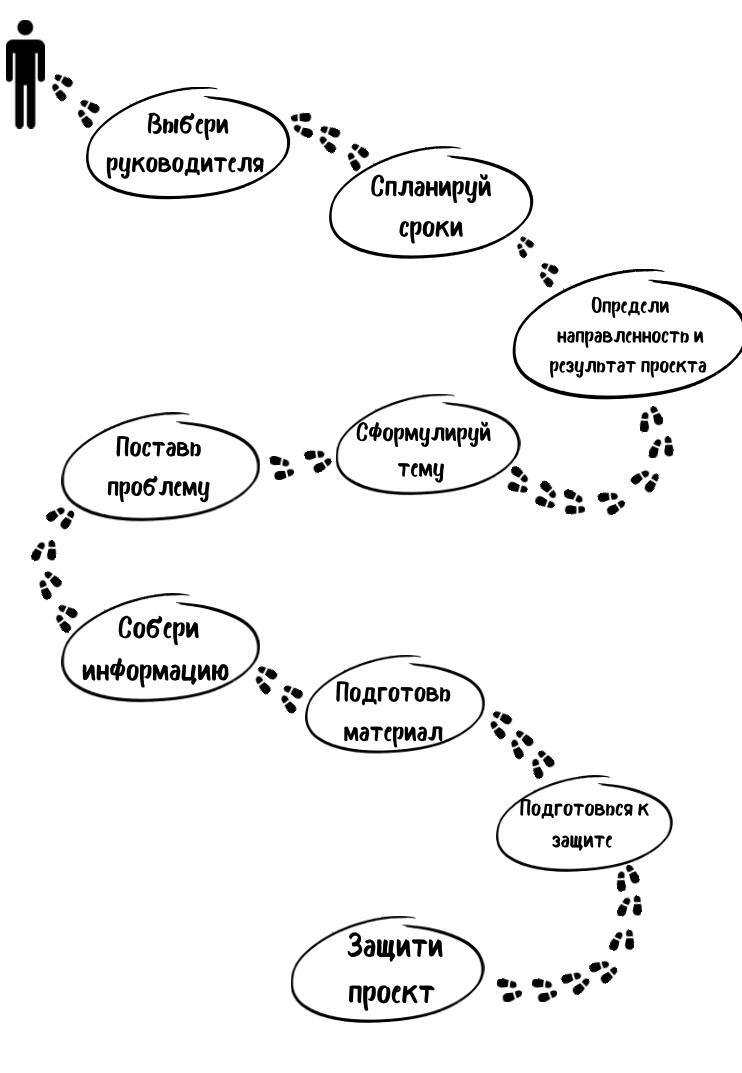 Выбери
руководителя
Спланируй
сроки
Определи
направленность и
результат проекта
Сформулируй
тему
Поставь
проблему
Собери
информацию
Подготовь
материал
Подготовься к
защите
Защити
проект